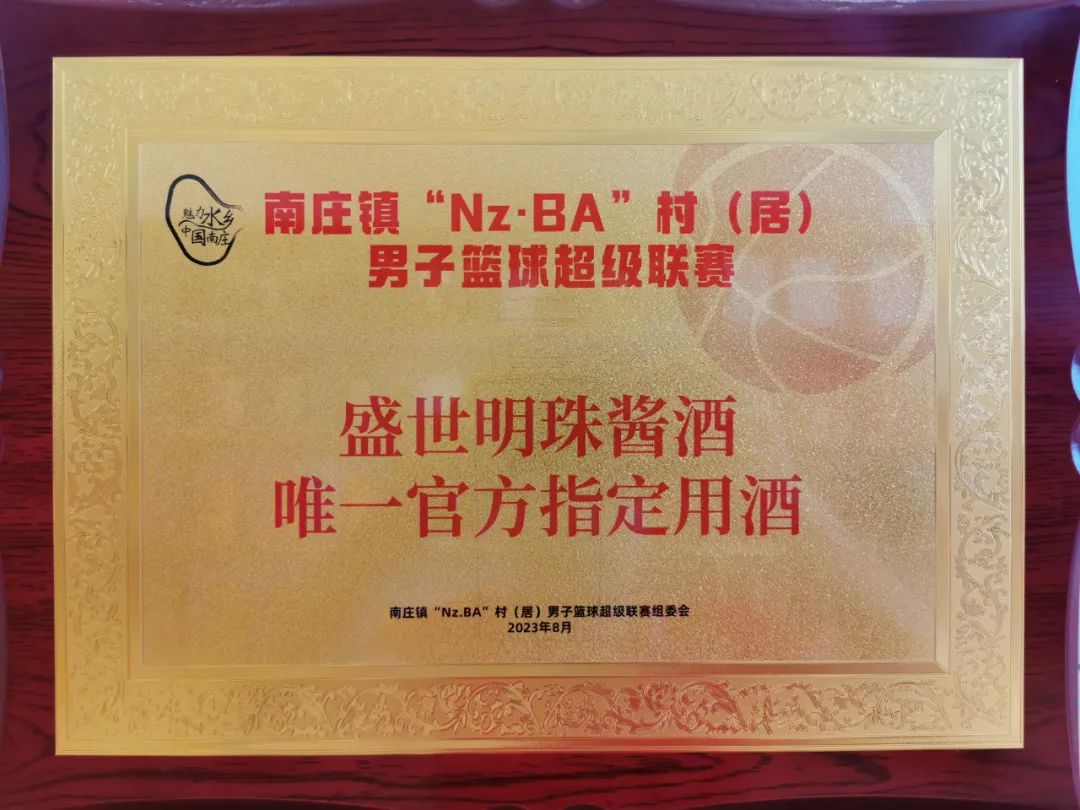 魅力水乡
中国南庄
南庄镇“Nz·BA”村（居）
男子篮球超级联赛
盛世明珠酱酒
唯一官方指定用酒
南庄镇“Nz.BA”村（居）男子篮球超级联赛组委会
2023年8月